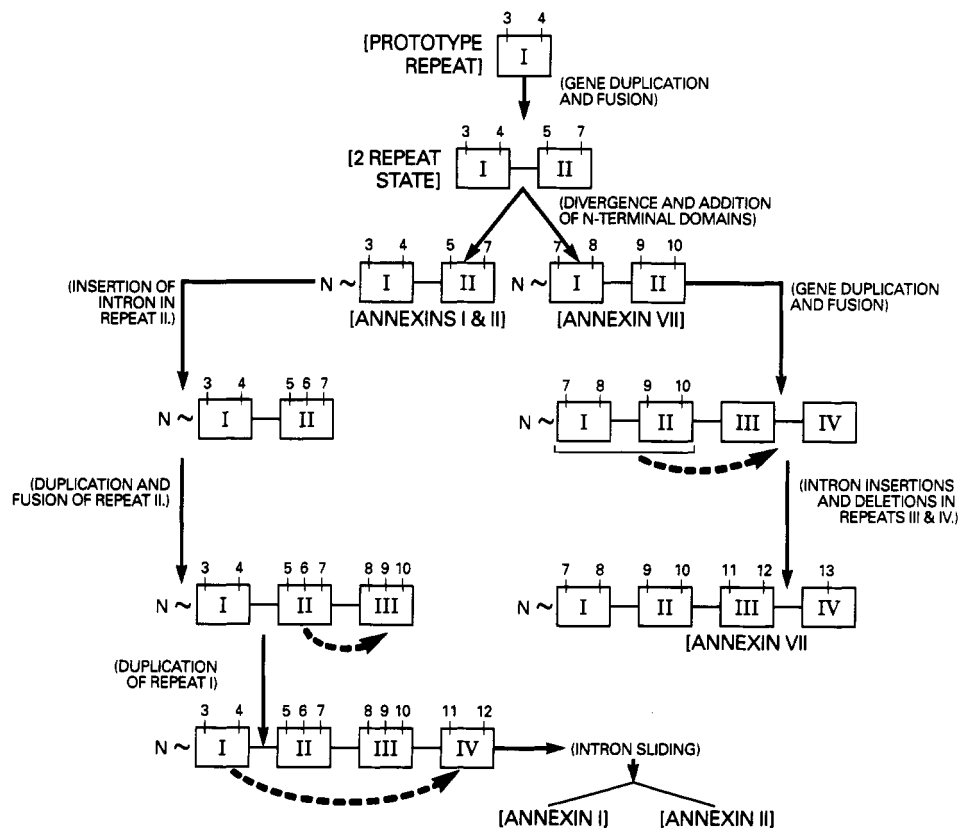 3 4
[PROTOTYPE
REPEAT]
I
(GENE DUPLICATION
AND FUSION)
3 4 5 7
[2 REPEAT
STATE]
I II
(DIVERGENCE AND ADDITION
OF N-TERMINAL DOMAINS)
3 4 5 7 7 8 9 10
(INSERTION OF
INTRON IN
REPEAT II.)
N ~ I II N ~ I II
(GENE DUPLICATION
AND FUSION)
[ANNEXINS I & II] [ANNEXIN VII]
3 4 5 6 7
N ~ I II
7 8 9 10
N ~ I II III IV
(DUPLICATION AND
FUSION OF REPEAT II.)
(INTRON INSERTIONS
AND DELETIONS IN
REPEATS III & IV.)
3 4 5 6 7 8 9 10
N ~ I II III
7 8 9 10 11 12 13
N ~ I II III IV
[ANNEXIN VII
(DUPLICATION
OF REPEAT I)
3 4 5 6 7 8 9 10 11 12
N ~ I II III IV
(INTRON SLIDING)
[ANNEXIN I] [ANNEXIN II]